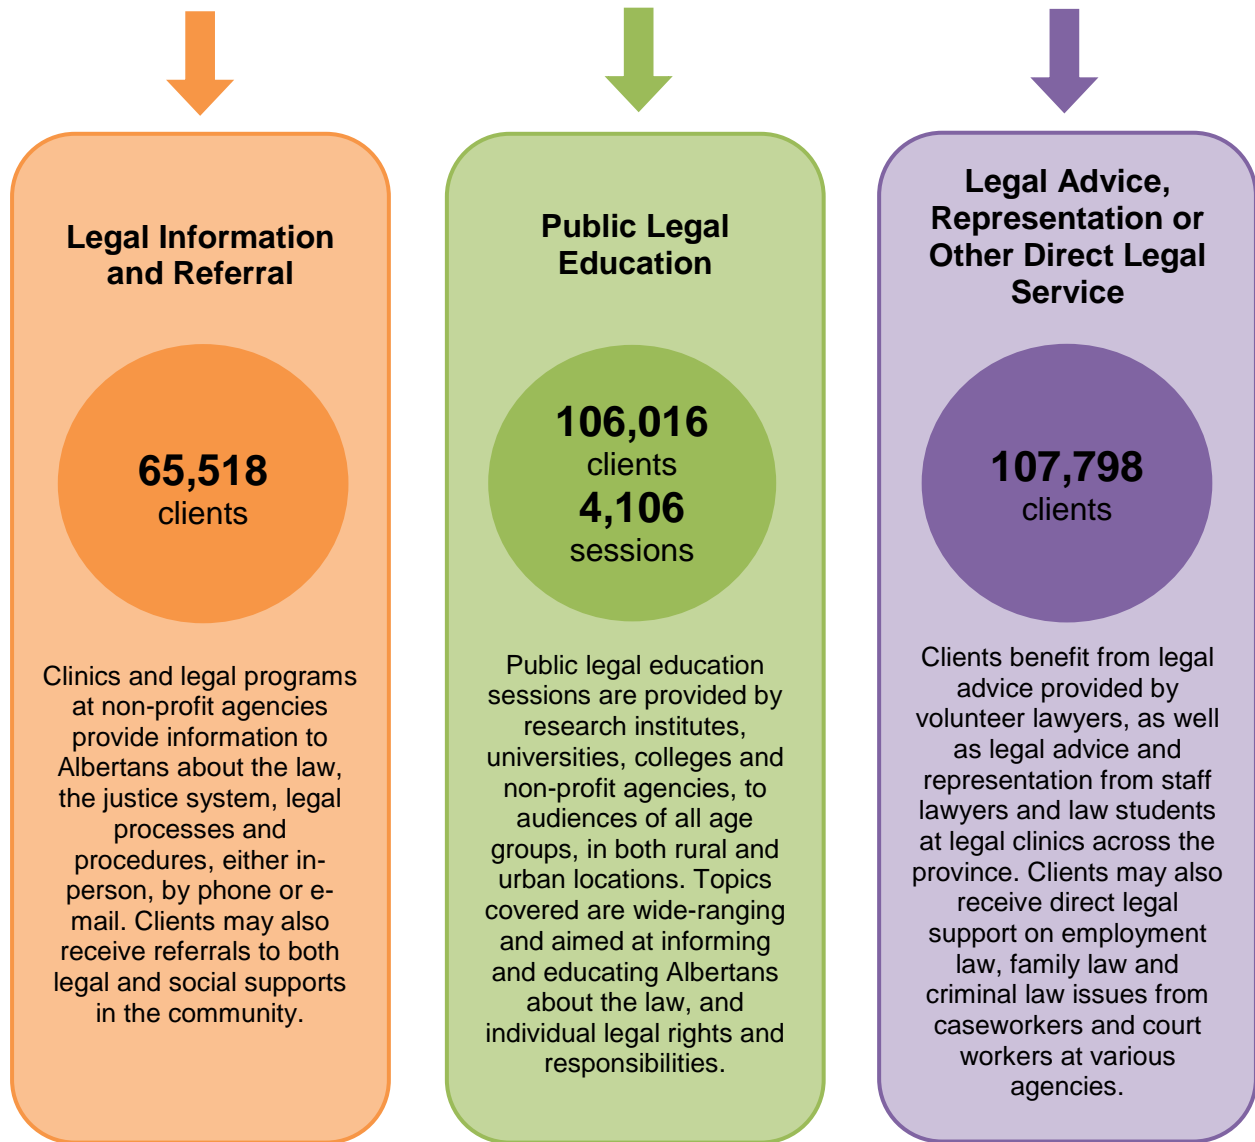 Legal Information
and Referral
65,518
clients
Clinics and legal programs
at non-profit agencies
provide information to
Albertans about the law,
the justice system, legal
processes and
procedures, either in-
person, by phone or e-
mail. Clients may also
receive referrals to both
legal and social supports
in the community.
Public Legal
Education
106,016
clients
4,106
sessions
Public legal education
sessions are provided by
research institutes,
universities, colleges and
non-profit agencies, to
audiences of all age
groups, in both rural and
urban locations. Topics
covered are wide-ranging
and aimed at informing
and educating Albertans
about the law, and
individual legal rights and
responsibilities.
Legal Advice,
Representation or
Other Direct Legal
Service
107,798
clients
Clients benefit from legal
advice provided by
volunteer lawyers, as well
as legal advice and
representation from staff
lawyers and law students
at legal clinics across the
province. Clients may also
receive direct legal
support on employment
law, family law and
criminal law issues from
caseworkers and court
workers at various
agencies.